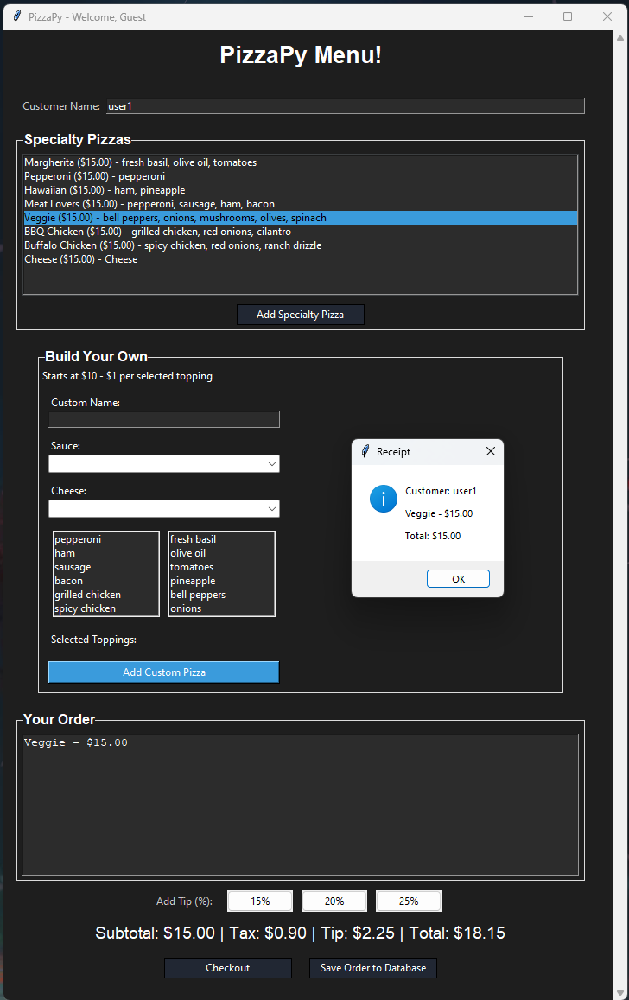 PizzaPy - Welcome, Guest
PizzaPy Menu!
Customer Name: user1
Specialty Pizzas
Margherita ($15.00) - fresh basil, olive oil, tomatoes
Pepperoni ($15.00) - pepperoni
Hawaiian ($15.00) - ham, pineapple
Meat Lovers ($15.00) - pepperoni, sausage, ham, bacon
Veggie ($15.00) - bell peppers, onions, mushrooms, olives, spinach
BBQ Chicken ($15.00) - grilled chicken, red onions, cilantro
Buffalo Chicken ($15.00) - spicy chicken, red onions, ranch drizzle
Cheese ($15.00) - Cheese
Add Specialty Pizza
Build Your Own
Starts at $10 - $1 per selected topping
Custom Name:
Sauce:
Cheese:
pepperoni
ham
sausage
bacon
grilled chicken
spicy chicken
fresh basil
olive oil
tomatoes
pineapple
bell peppers
onions
Selected Toppings:
Add Custom Pizza
Receipt
Customer: user1
Veggie - $15.00
Total: $15.00
OK
Your Order
Veggie - $15.00
Add Tip (%): 15% 20% 25%
Subtotal: $15.00 | Tax: $0.90 | Tip: $2.25 | Total: $18.15
Checkout Save Order to Database